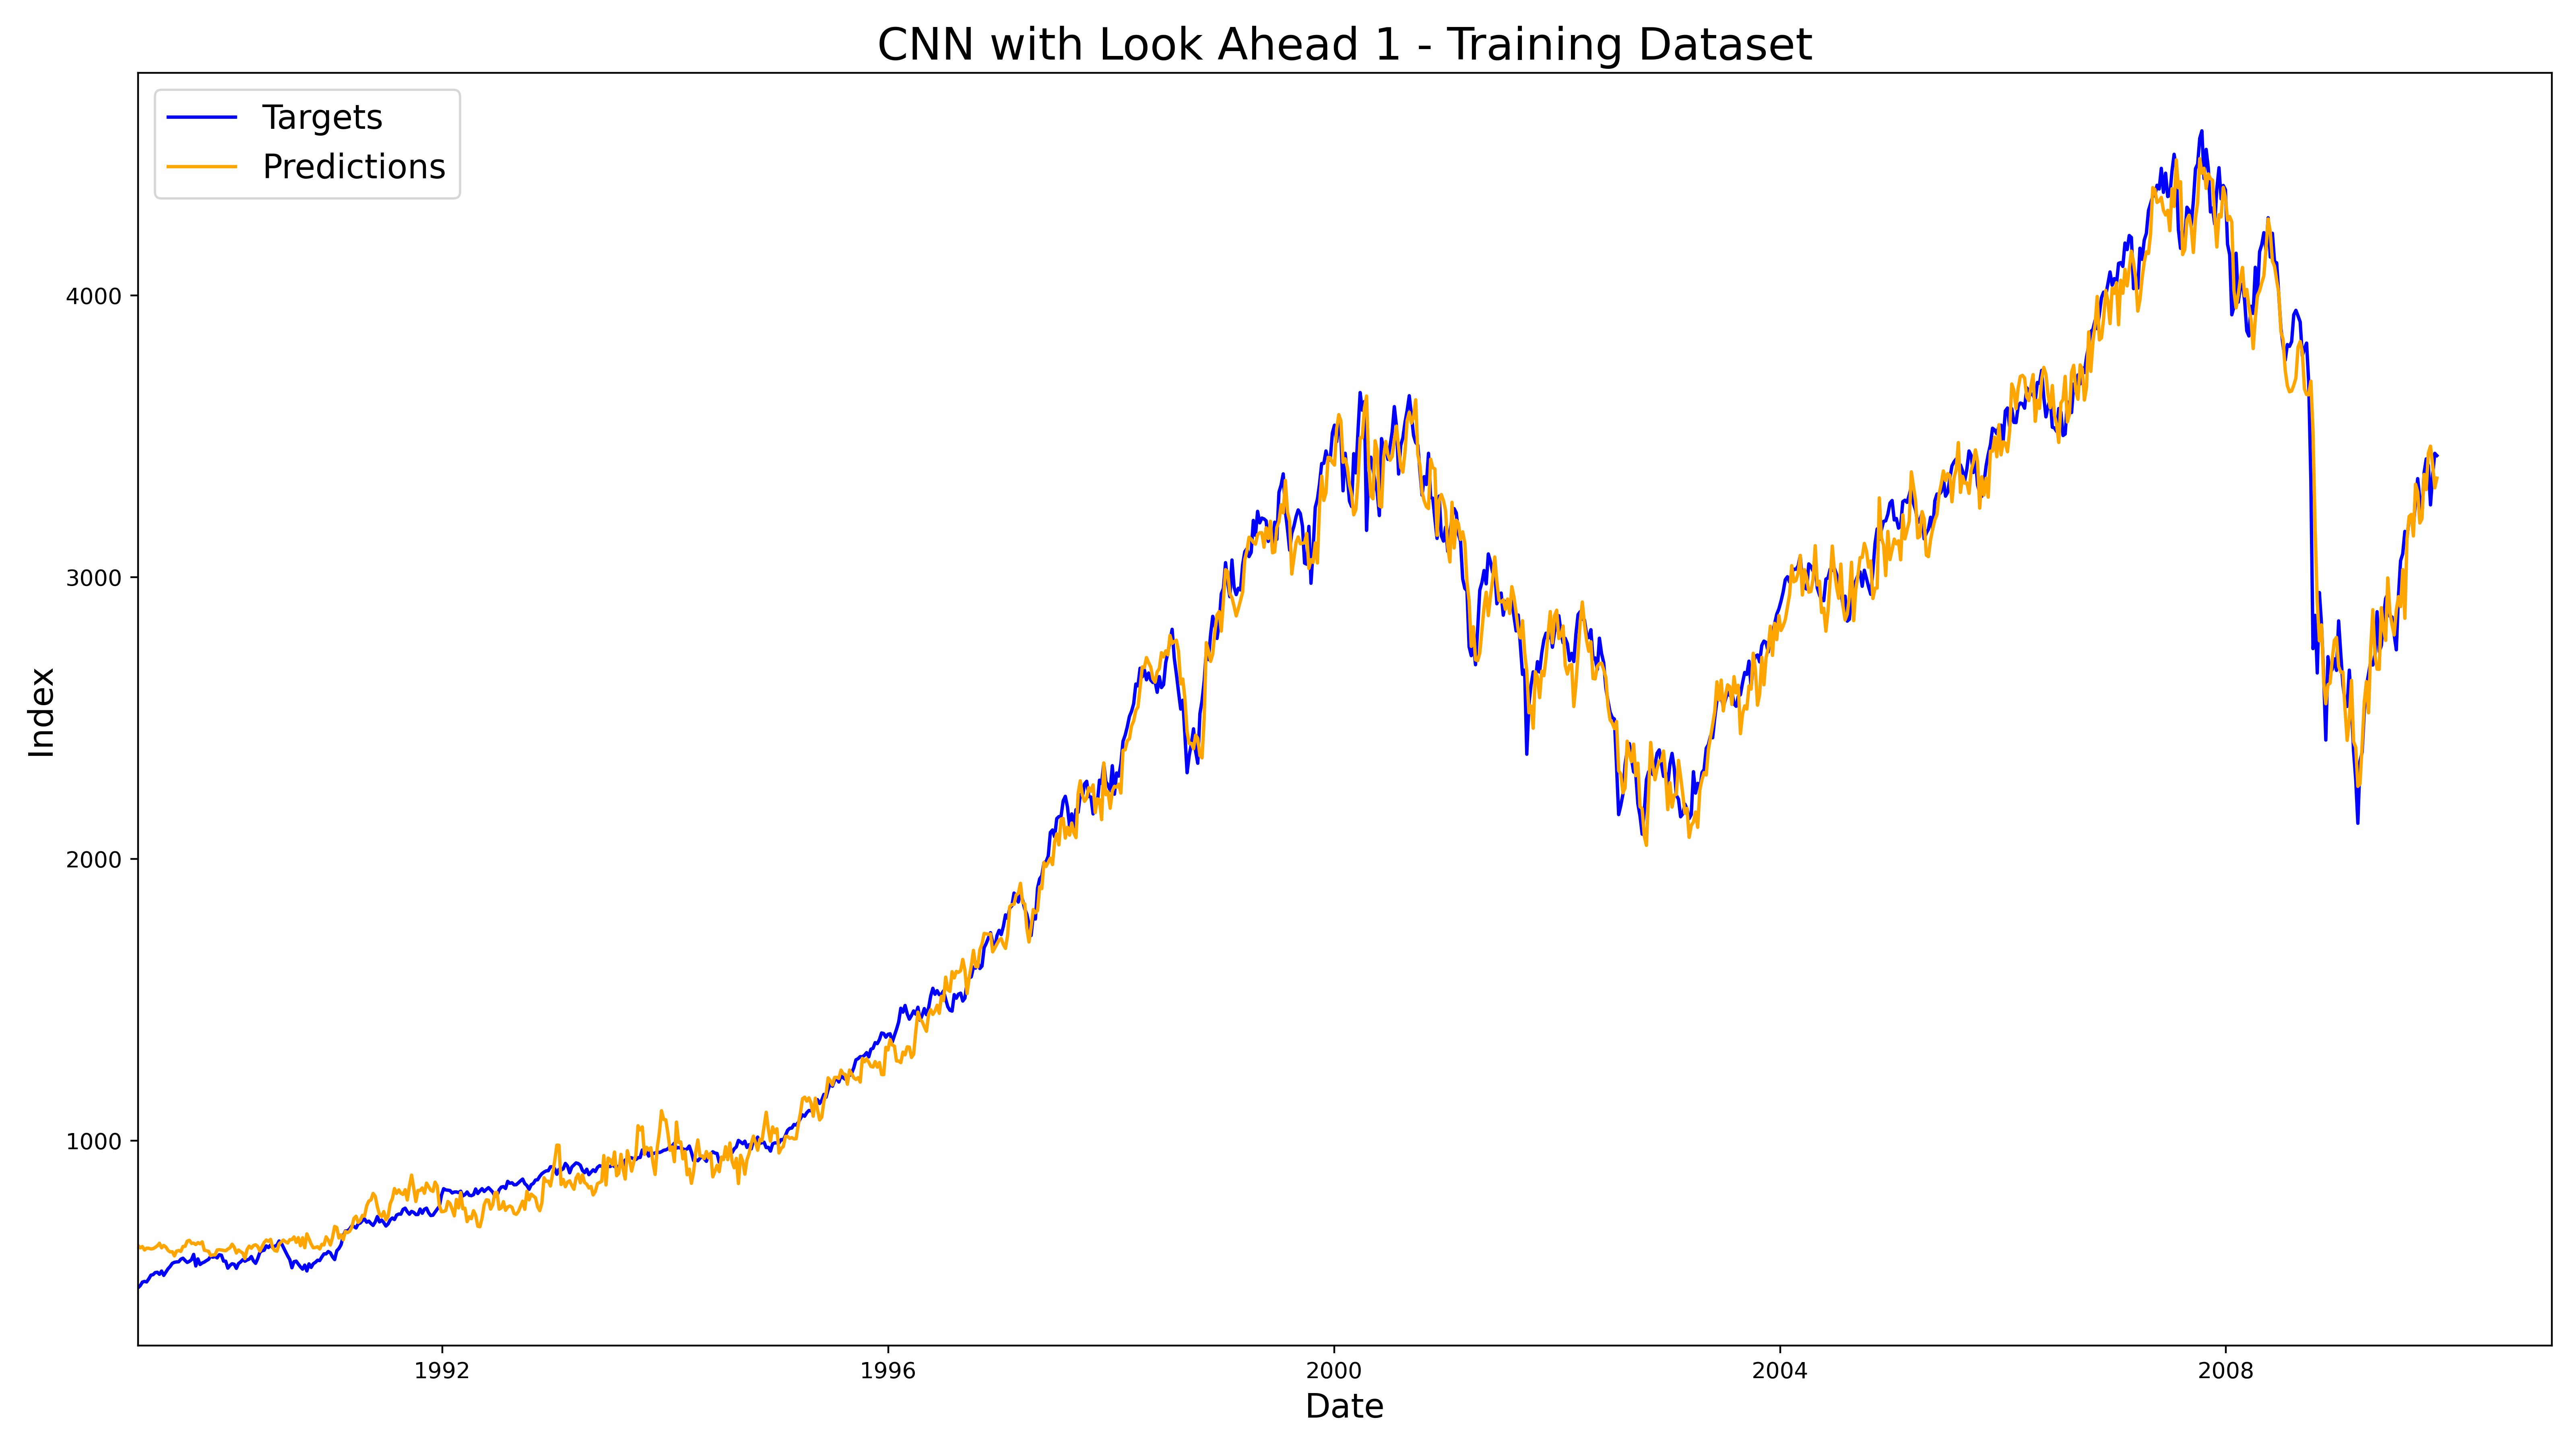 CNN with Look Ahead 1 - Training Dataset
Targets
Predictions
Index
4000
3000
2000
1000
1992
1996
2000
2004
2008
Date